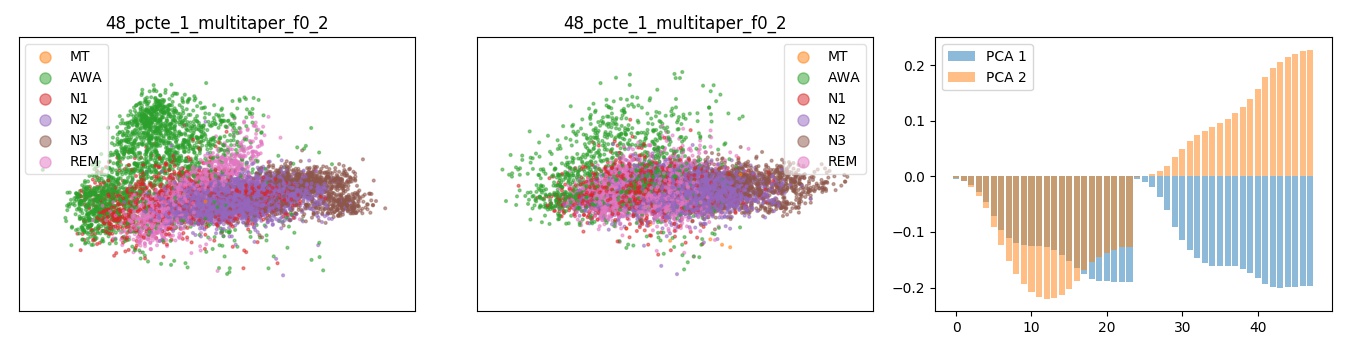 48_pcte_1_multitaper_f0_2
MT
AWA
N1
N2
N3
REM
48_pcte_1_multitaper_f0_2
MT
AWA
N1
N2
N3
REM
PCA 1
PCA 2
0.2
0.1
0.0
−0.1
−0.2
0
10
20
30
40